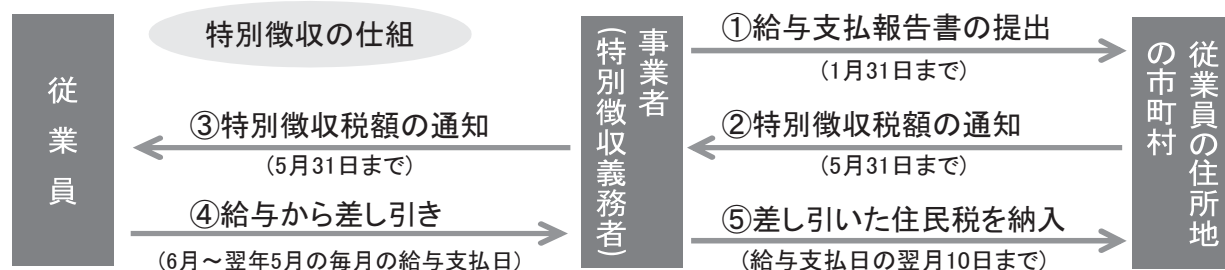 特別徴収の仕組
従業員
事業者
(特別徴収義務者)
従業員の住所地
の市町村
①給与支払報告書の提出
(1月31日まで)
②特別徴収税額の通知
(5月31日まで)
③特別徴収税額の通知
(5月31日まで)
④給与から差し引き
(6月～翌年5月の毎月の給与支払日)
⑤差し引いた住民税を納入
(給与支払日の翌月10日まで)